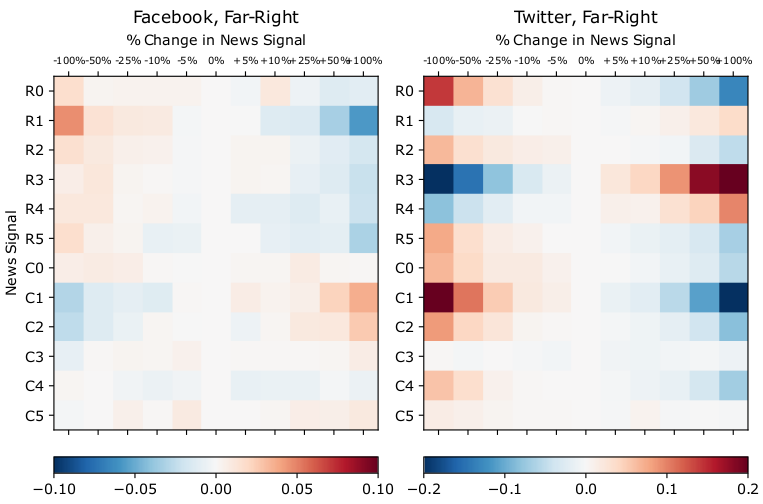 Facebook, Far-Right
% Change in News Signal
-100% -50% -25% -10% -5% 0% +5% +10% +25% +50% +100%
Twitter, Far-Right
% Change in News Signal
-100% -50% -25% -10% -5% 0% +5% +10% +25% +50% +100%
News Signal
R0
R1
R2
R3
R4
R5
C0
C1
C2
C3
C4
C5
R0
R1
R2
R3
R4
R5
C0
C1
C2
C3
C4
C5
−0.10 −0.05 0.00 0.05 0.10
−0.2 −0.1 0.0 0.1 0.2